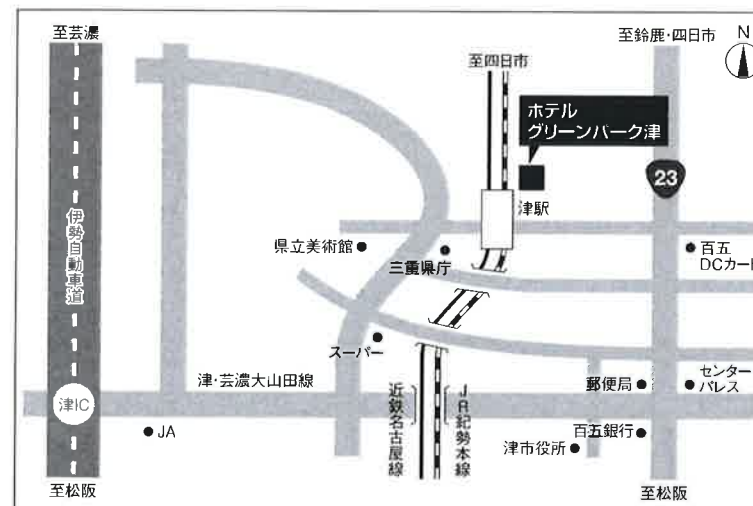 至芸濃
至鈴鹿・四日市
N
至四日市
ホテル
グリーンパーク津
23
津駅
伊勢自動車道
県立美術館
三重県庁
百五
DCカード
スーパー
津・芸濃大山田線
郵便局
センター
パレス
津IC
近鉄名古屋線
JR紀勢本線
JA
百五銀行
津市役所
至松阪
至松阪